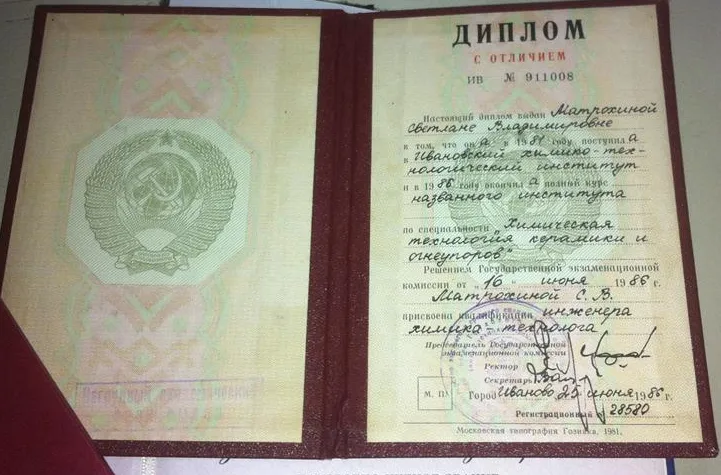 ДИПЛОМ
С ОТЛИЧИЕМ
ИВ № 911008
Настоящий диплом выдан Матрохиной
Светлане Владимировне
в том, что он а в 1981 году поступил а
в Ивановский химико-тех-
нологический институт
и в 1986 году окончил а полный курс
названного института
по специальности „Химическая
технология керамики и
огнеупоров"
Решением Государственной экзаменационной
комиссии от „16" июня 1986 г.
Матрохиной С. В.
присвоена квалификация инженера
химика-технолога
Председатель Государственной
экзаменационной комиссии
Ректор
Секретарь
М. П.
Город Иваново 25 июня 1986 г.
Регистрационный № 28580
Московская типография Гознака. 1981.